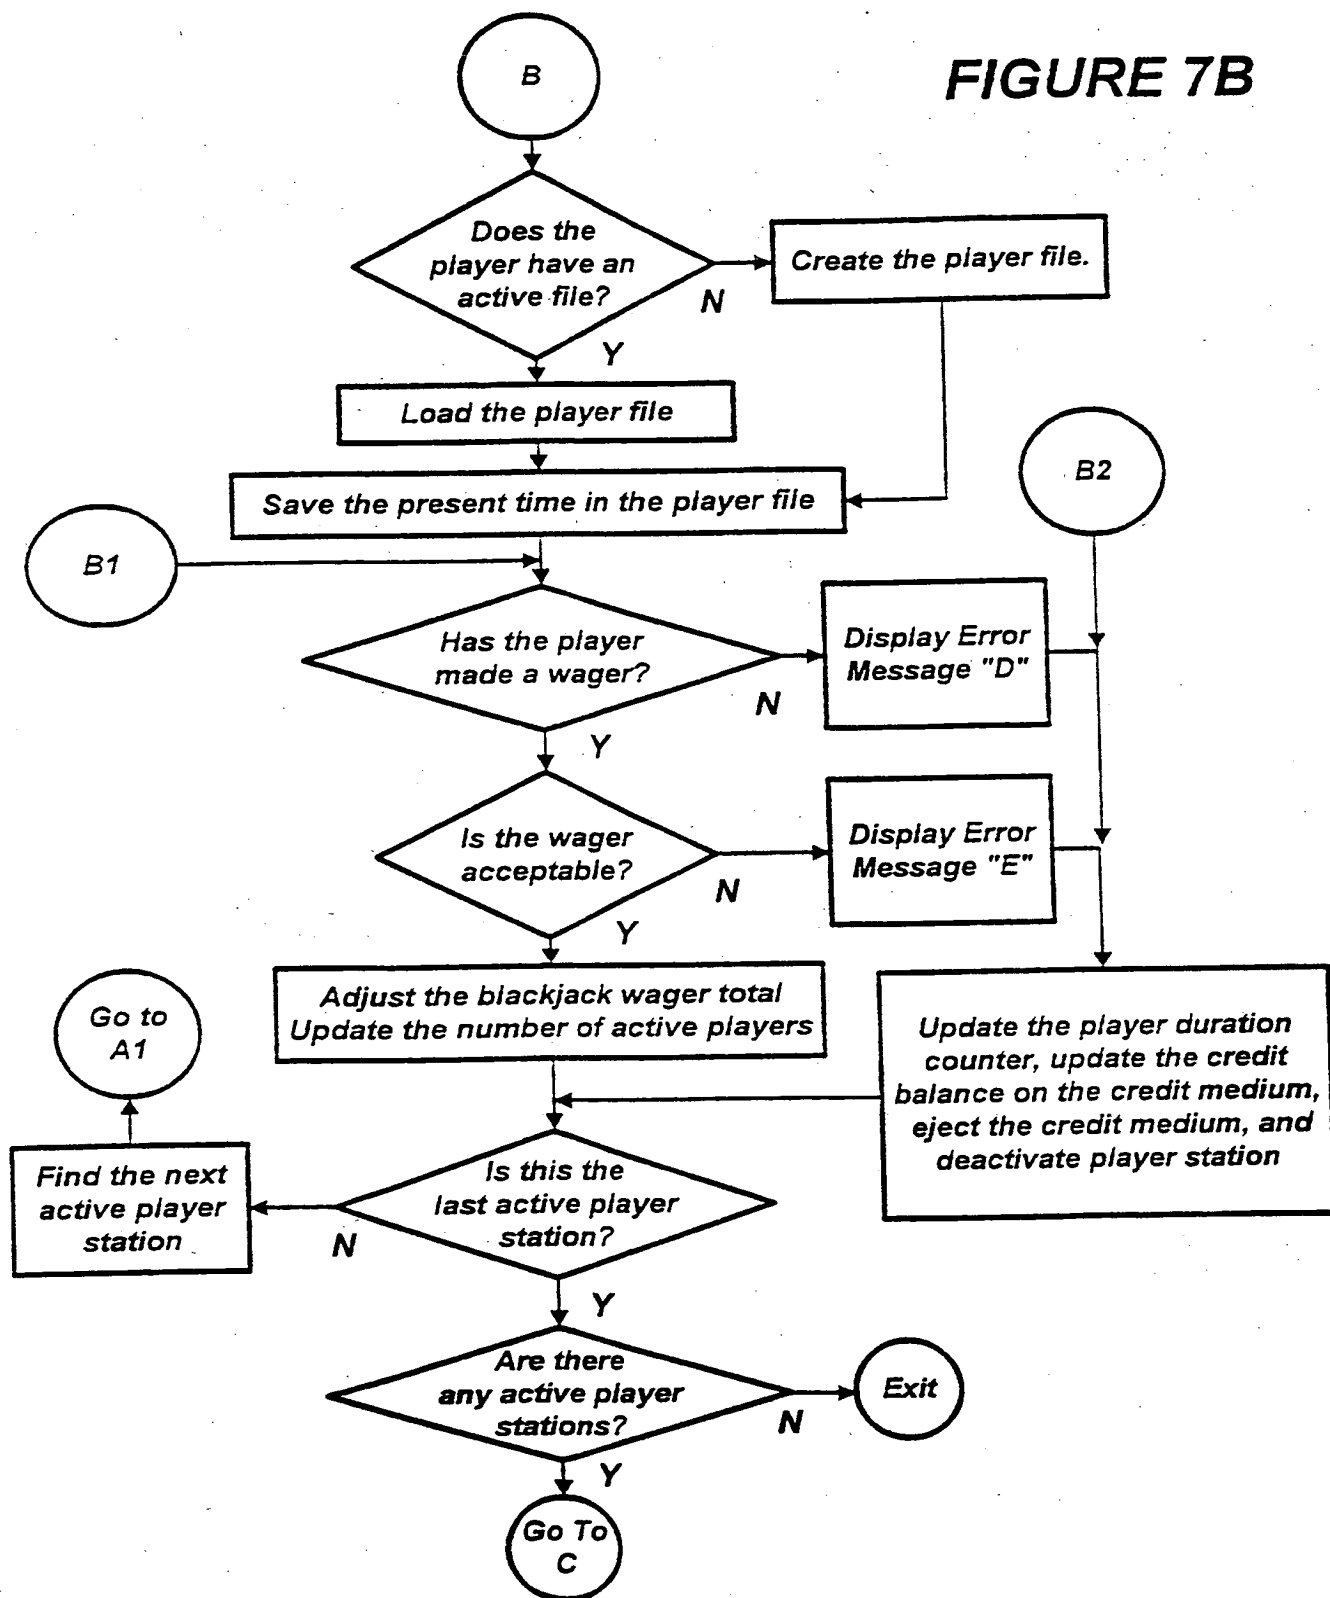 FIGURE 7B
B
Does the
player have an
active file?
N
Create the player file.
Y
Load the player file
B2
Save the present time in the player file
B1
Has the player
made a wager?
N
Display Error
Message "D"
Y
Is the wager
acceptable?
N
Display Error
Message "E"
Y
Adjust the blackjack wager total
Update the number of active players
Go to
A1
Update the player duration
counter, update the credit
balance on the credit medium,
eject the credit medium, and
deactivate player station
Find the next
active player
station
Is this the
last active player
station?
N
Y
Are there
any active player
stations?
N
Exit
Y
Go To
C